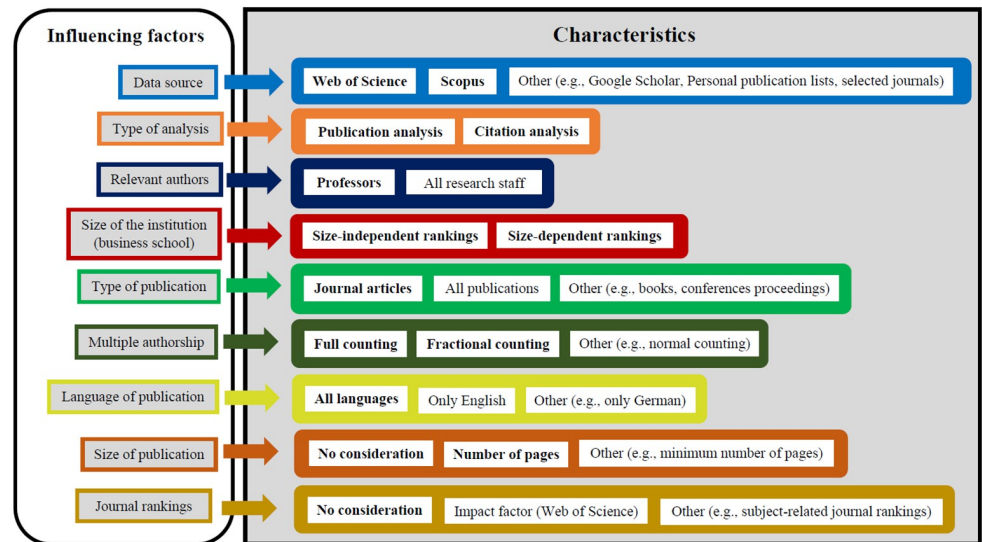 Influencing factors
Characteristics
Data source
Web of Science
Scopus
Other (e.g., Google Scholar, Personal publication lists, selected journals)
Type of analysis
Publication analysis
Citation analysis
Relevant authors
Professors
All research staff
Size of the institution
(business school)
Size-independent rankings
Size-dependent rankings
Type of publication
Journal articles
All publications
Other (e.g., books, conferences proceedings)
Multiple authorship
Full counting
Fractional counting
Other (e.g., normal counting)
Language of publication
All languages
Only English
Other (e.g., only German)
Size of publication
No consideration
Number of pages
Other (e.g., minimum number of pages)
Journal rankings
No consideration
Impact factor (Web of Science)
Other (e.g., subject-related journal rankings)